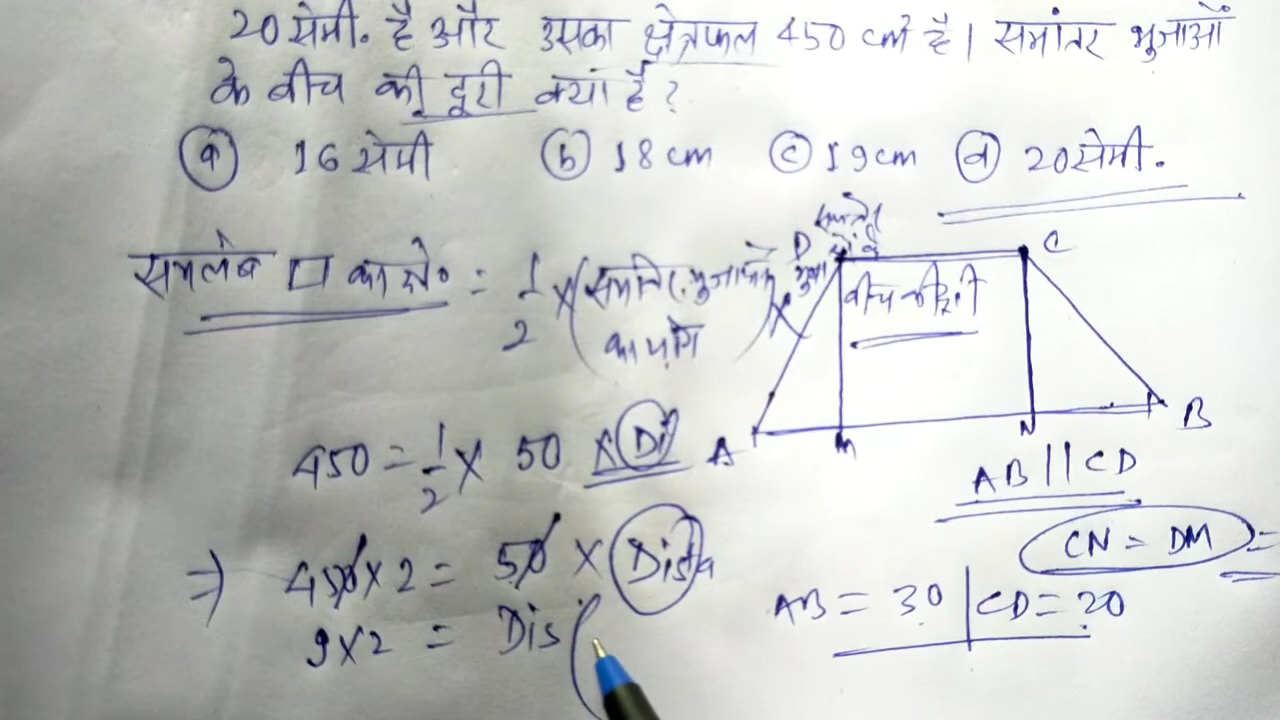 20 सेमी. है और उसका क्षेत्रफल 450 cm² है। समांतर भुजाओं
के बीच की दूरी क्या है?
(a) 16 सेमी (b) 18 cm (c) 19 cm (d) 20 सेमी.
समलंब □ का क्षे० = 1/2 × (समांतर भुजाओं का योग) ×
बीच की दूरी
D C
A M N B
450 = 1/2 × 50 × Di
AB || CD
⇒ 450 × 2 = 50 × Dista
CN = DM =
AB = 30 | CD = 20
9 × 2 = Dis (